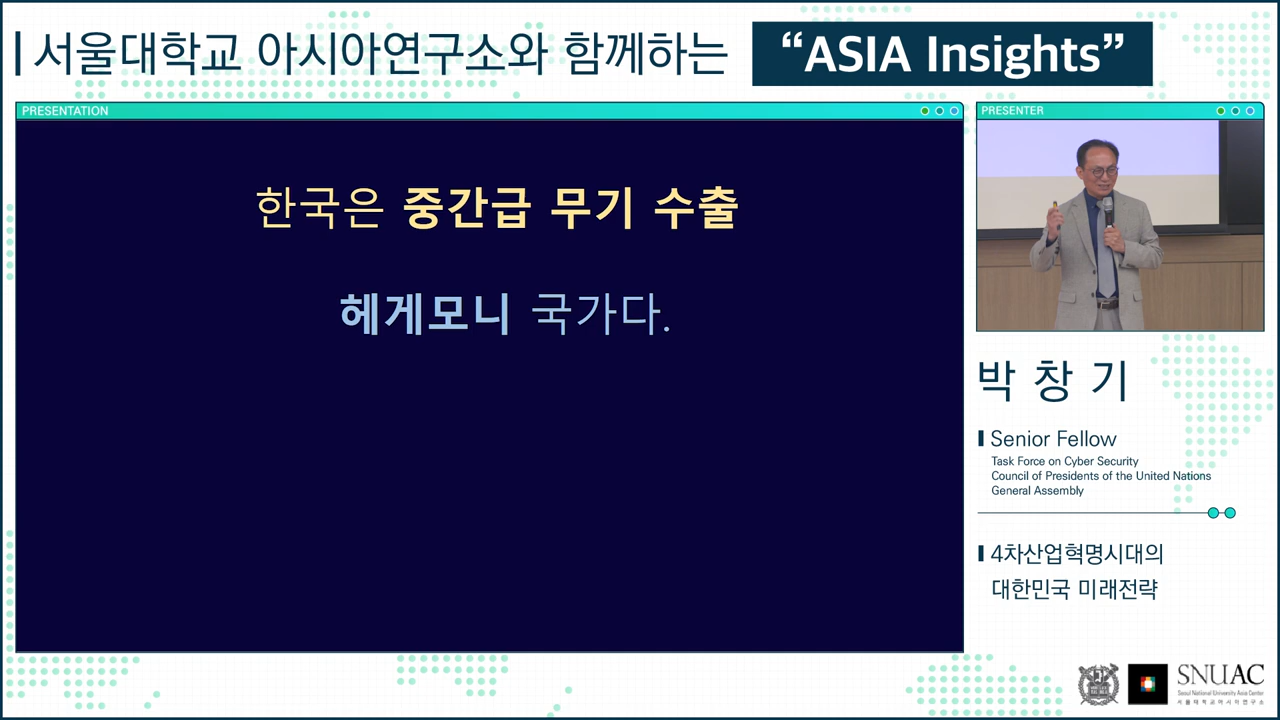 서울대학교 아시아연구소와 함께하는 “ASIA Insights”
PRESENTATION
한국은 중간급 무기 수출
헤게모니 국가다.
PRESENTER
박창기
Senior Fellow
Task Force on Cyber Security
Council of Presidents of the United Nations
General Assembly
4차산업혁명시대의
대한민국 미래전략
SNUAC
Seoul National University Asia Center
서울대학교아시아연구소